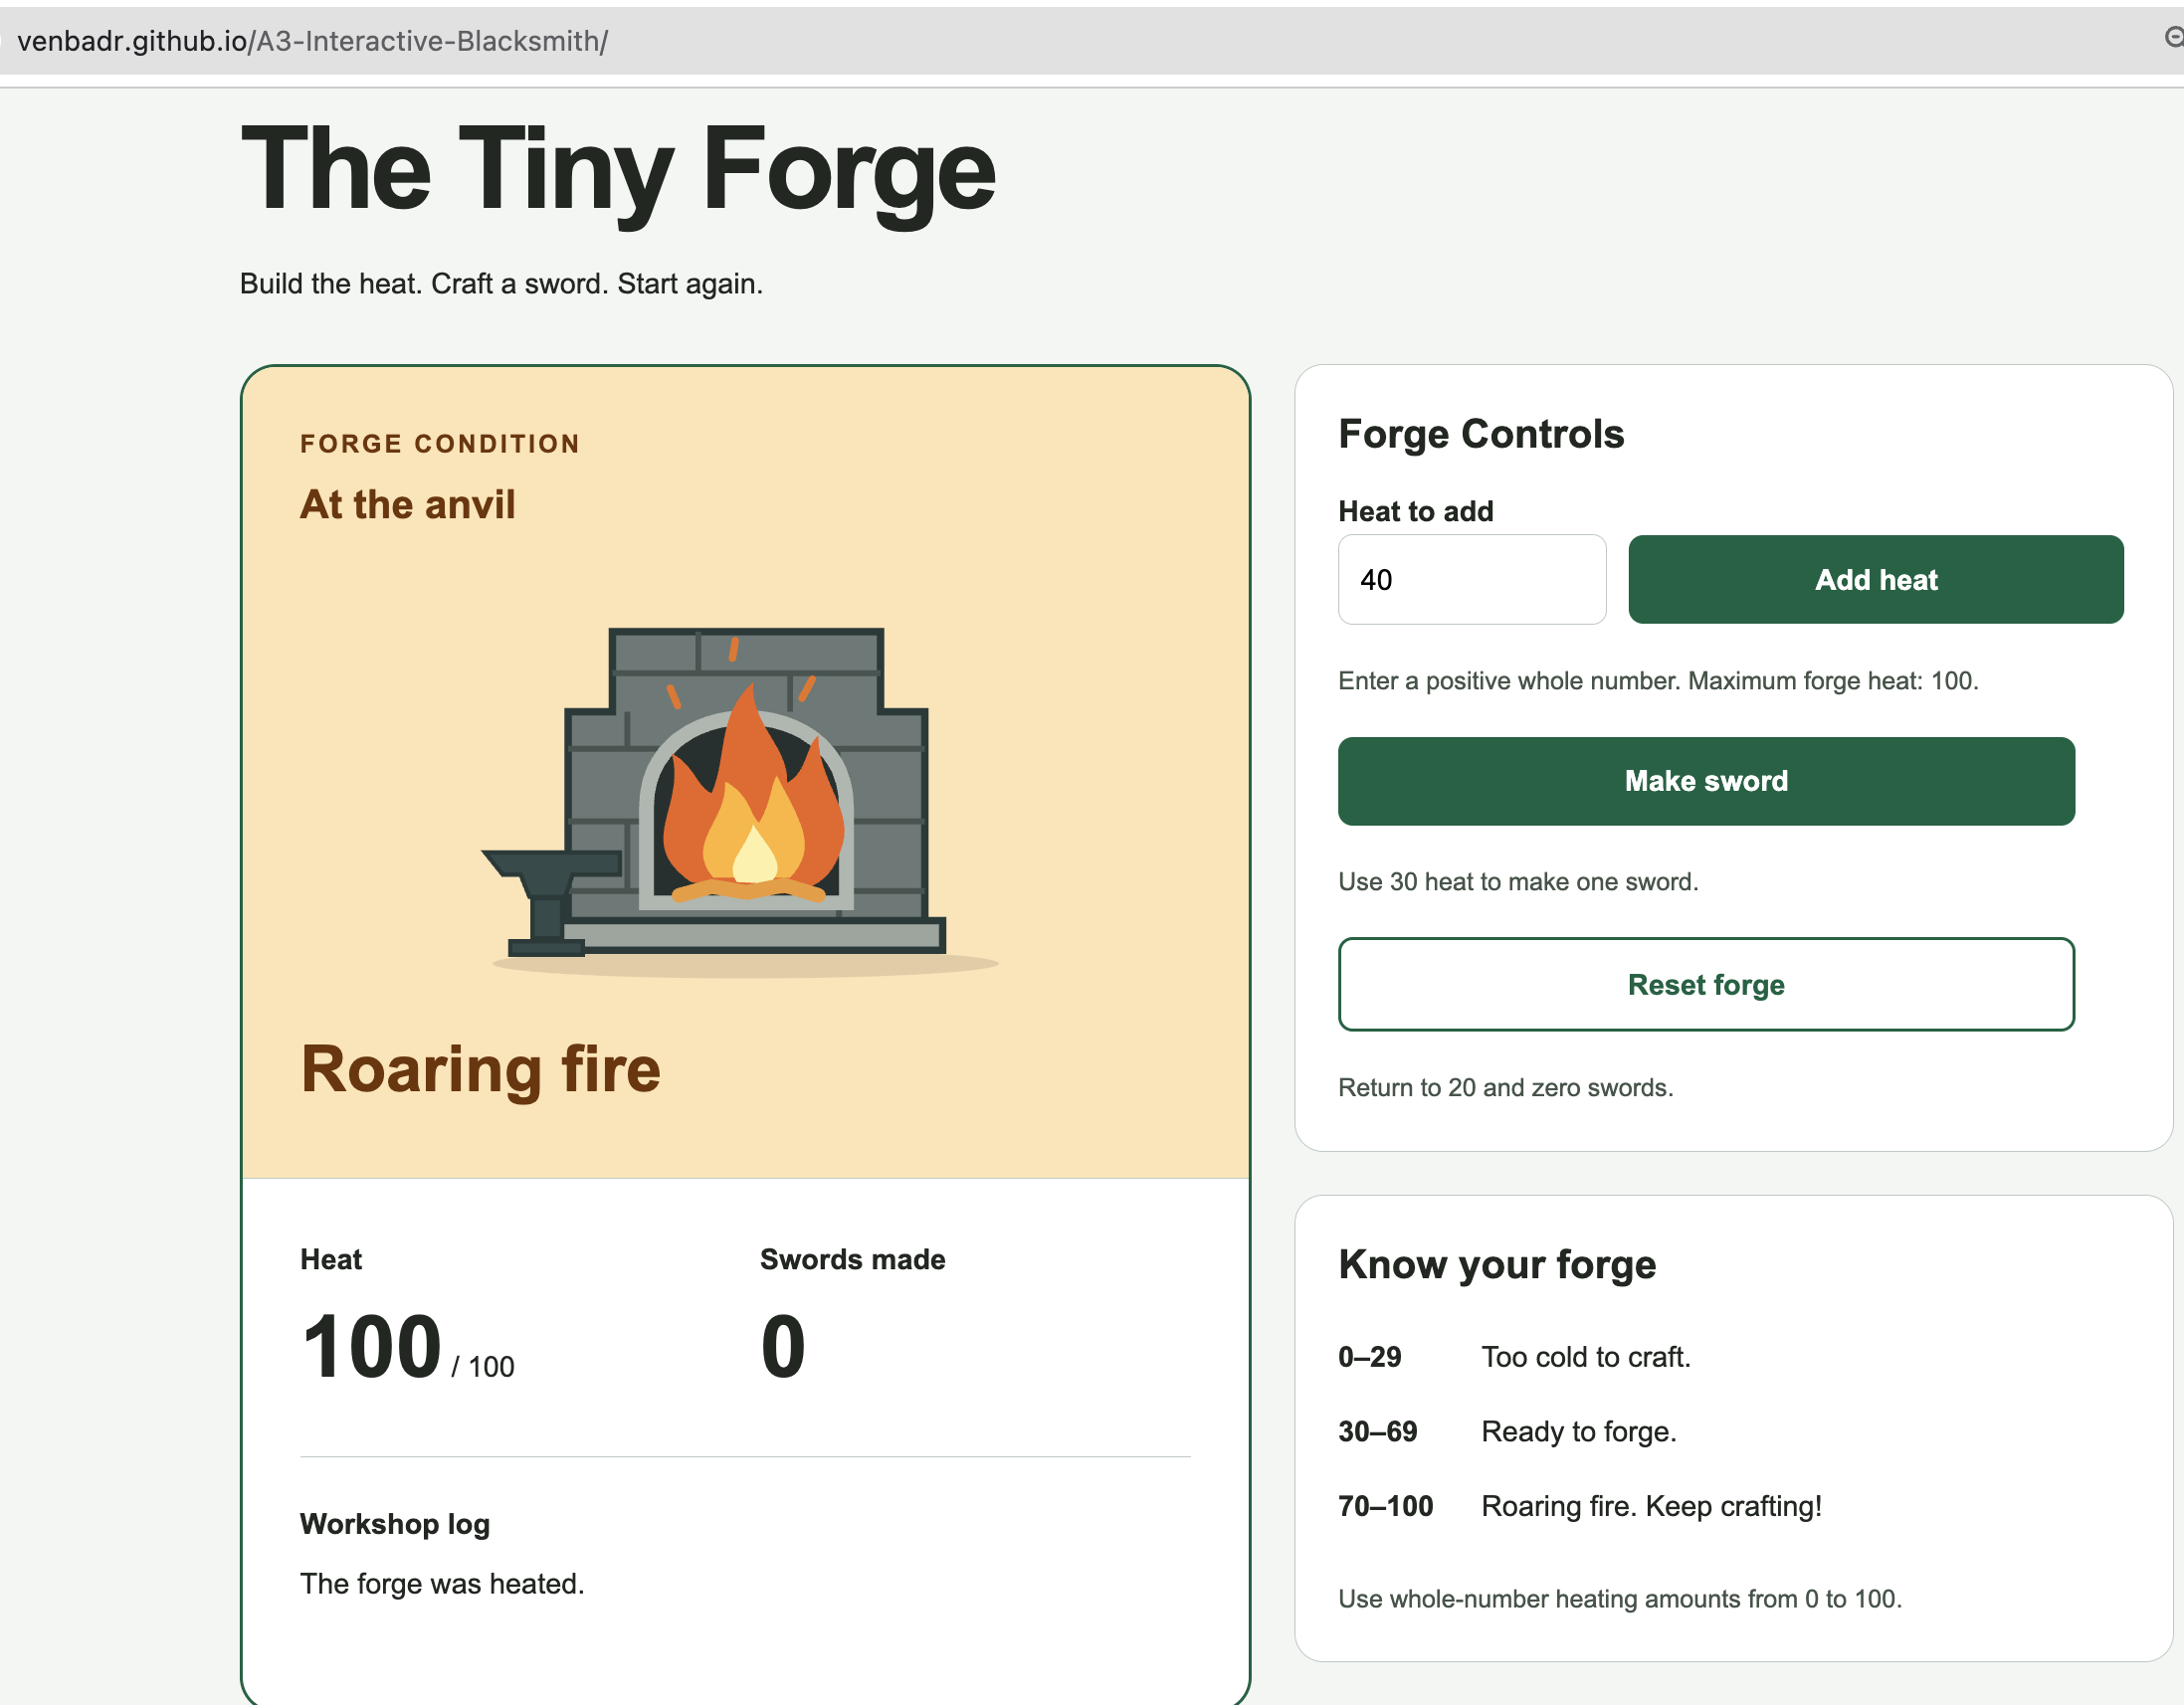 venbadr.github.io/A3-Interactive-Blacksmith/
The Tiny Forge
Build the heat. Craft a sword. Start again.
FORGE CONDITION
At the anvil
Roaring fire
Heat
Swords made
100 / 100
0
Workshop log
The forge was heated.
Forge Controls
Heat to add
40
Add heat
Enter a positive whole number. Maximum forge heat: 100.
Make sword
Use 30 heat to make one sword.
Reset forge
Return to 20 and zero swords.
Know your forge
0–29 Too cold to craft.
30–69 Ready to forge.
70–100 Roaring fire. Keep crafting!
Use whole-number heating amounts from 0 to 100.